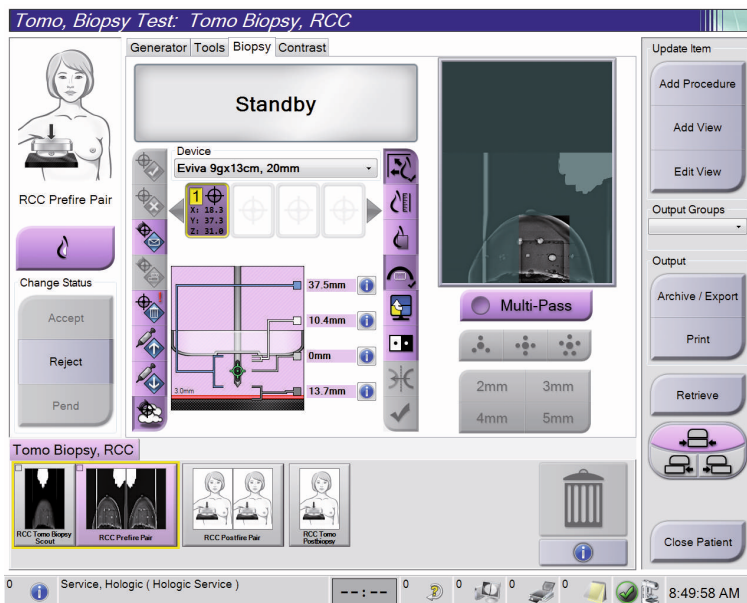 Tomo, Biopsy Test: Tomo Biopsy, RCC
Generator Tools Biopsy Contrast
Standby
Device
Eviva 9gx13cm, 20mm
RCC Prefire Pair
1
X: 18.3
Y: 37.3
Z: 31.0
Change Status
Accept
Reject
Pend
37.5mm
10.4mm
0mm
13.7mm
3.0mm
Multi-Pass
2mm 3mm
4mm 5mm
Update Item
Add Procedure
Add View
Edit View
Output Groups
Output
Archive / Export
Print
Retrieve
Close Patient
Tomo Biopsy, RCC
RCC Tomo Biopsy
Scout
RCC Prefire Pair
RCC Postfire Pair
RCC Tomo
Postbiopsy
0 Service, Hologic ( Hologic Service ) --:-- 0 0 0 0 8:49:58 AM